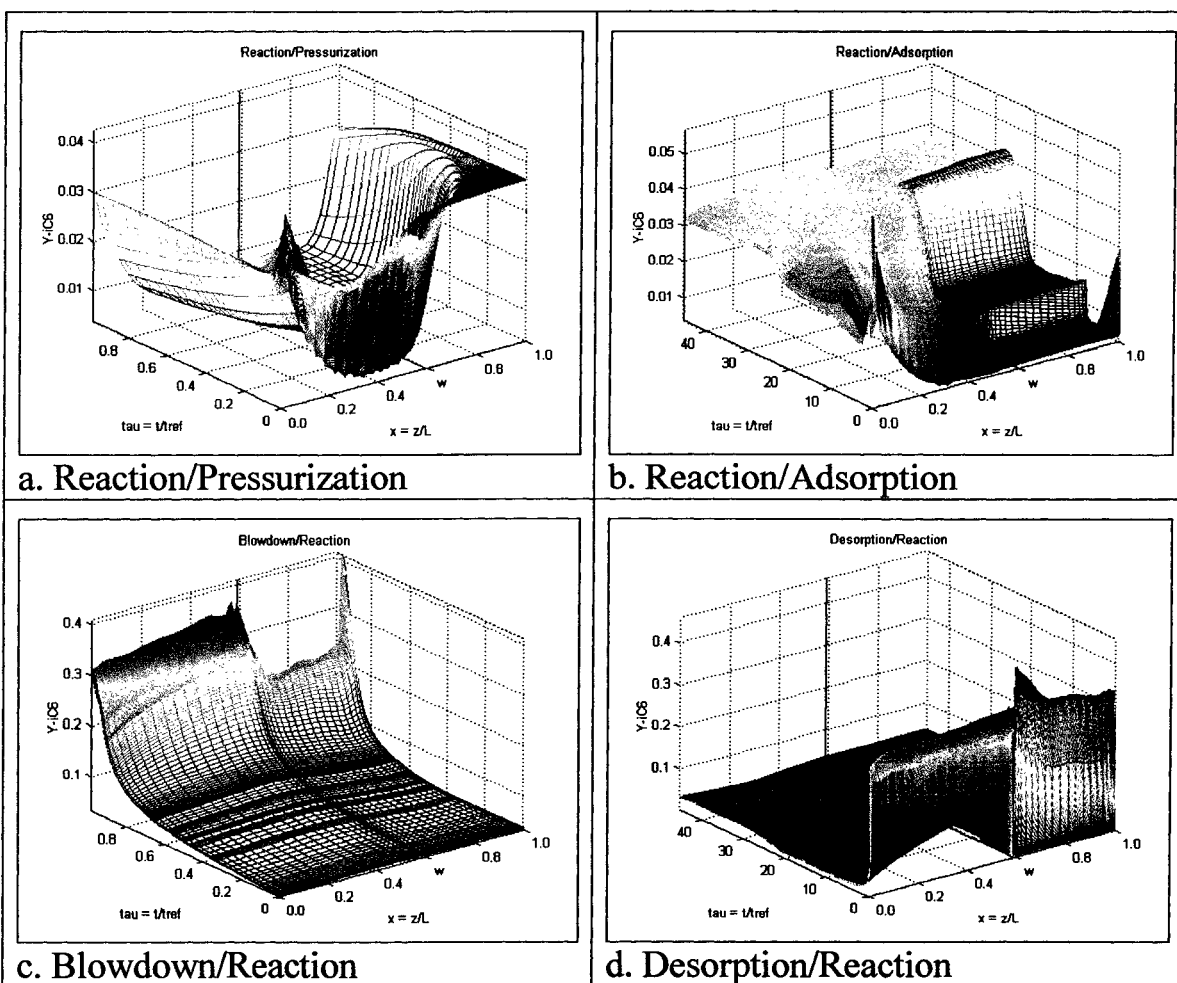 Reaction/Pressurization
0.04
0.03
0.02
0.01
Y-iC6
0.8
0.6
0.4
0.2
0
tau = t/tref
0.0
0.2
0.4
w
0.8
1.0
x = z/L
a. Reaction/Pressurization
Reaction/Adsorption
0.05
0.04
0.03
0.02
0.01
Y-iC6
40
30
20
10
0
tau = t/tref
0.0
0.2
0.4
w
0.8
1.0
x = z/L
b. Reaction/Adsorption
Blowdown/Reaction
0.4
0.3
0.2
0.1
Y-iC6
0.8
0.6
0.4
0.2
0
tau = t/tref
0.0
0.2
0.4
w
0.8
1.0
x = z/L
c. Blowdown/Reaction
Desorption/Reaction
0.4
0.3
0.2
0.1
Y-iC6
40
30
20
10
0
tau = t/tref
0.0
0.2
0.4
w
0.8
1.0
x = z/L
d. Desorption/Reaction